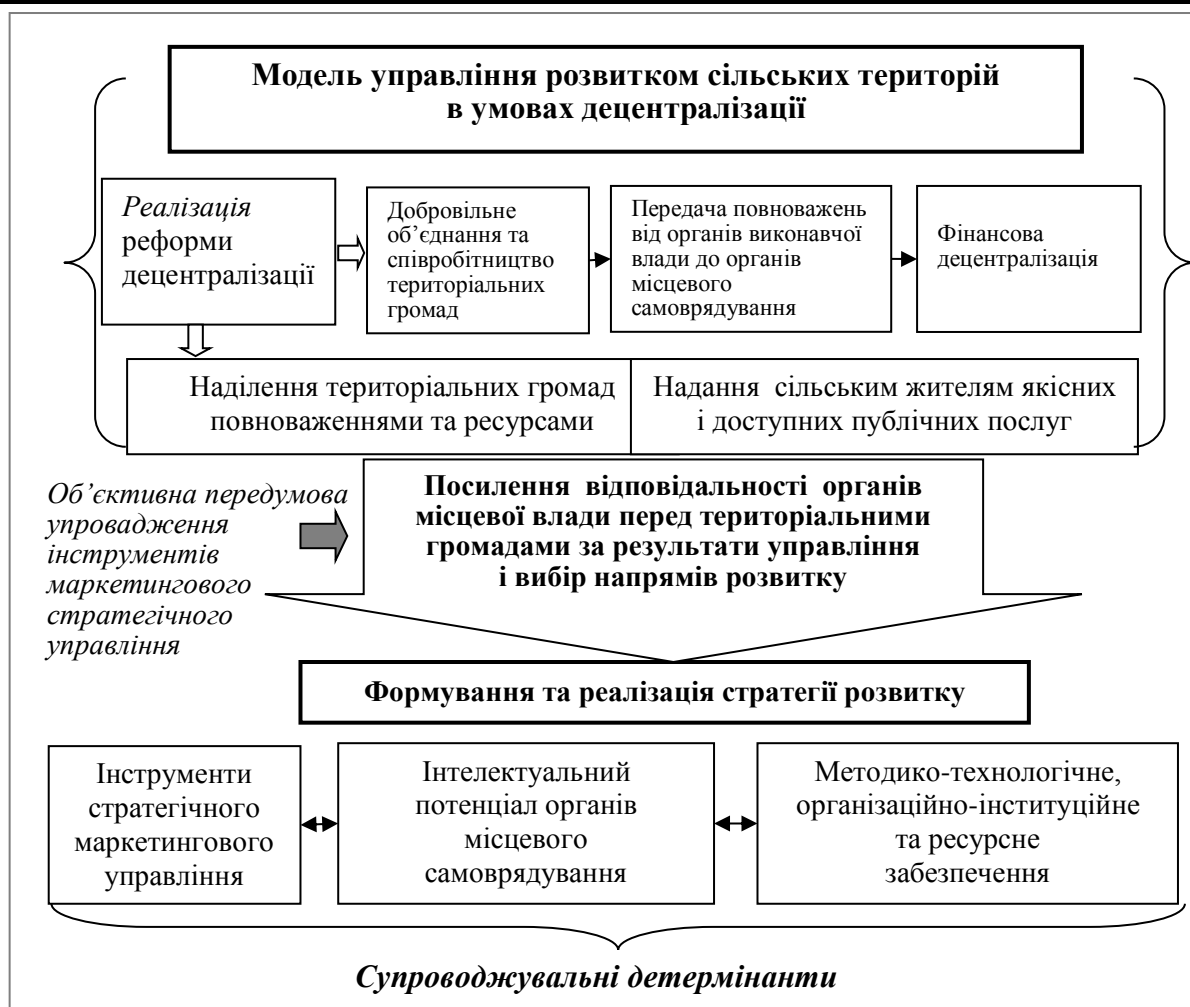 Модель управління розвитком сільських територій
в умовах децентралізації
Реалізація
реформи
децентралізації
Добровільне
об’єднання та
співробітництво
територіальних
громад
Передача повноважень
від органів виконавчої
влади до органів
місцевого
самоврядування
Фінансова
децентралізація
Наділення територіальних громад
повноваженнями та ресурсами
Надання сільським жителям якісних
і доступних публічних послуг
Об’єктивна передумова
упровадження
інструментів
маркетингового
стратегічного
управління
Посилення відповідальності органів
місцевої влади перед територіальними
громадами за результати управління
і вибір напрямів розвитку
Формування та реалізація стратегії розвитку
Інструменти
стратегічного
маркетингового
управління
Інтелектуальний
потенціал органів
місцевого
самоврядування
Методико-технологічне,
організаційно-інституційне
та ресурсне
забезпечення
Супроводжувальні детермінанти